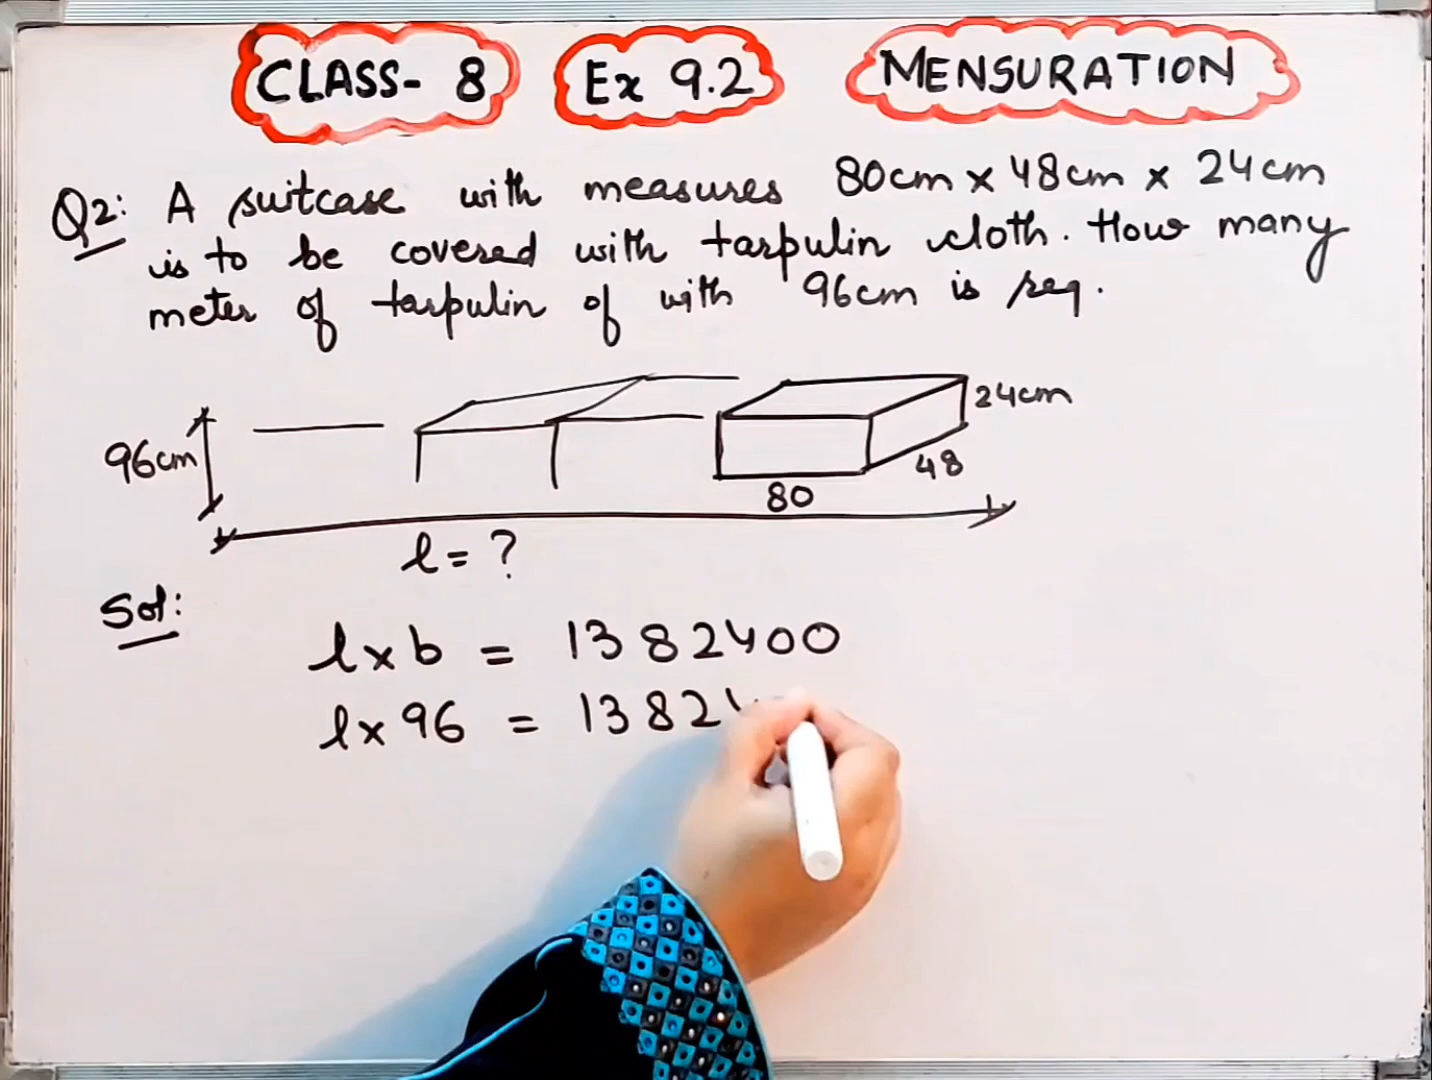 CLASS- 8 Ex 9.2 MENSURATION
Q2: A suitcase with measures 80cm x 48cm x 24cm
is to be covered with tarpulin cloth. How many
meter of tarpulin of with 96cm is req.
24cm
96cm
48
80
l = ?
Sol:
l x b = 1382400
l x 96 = 1382